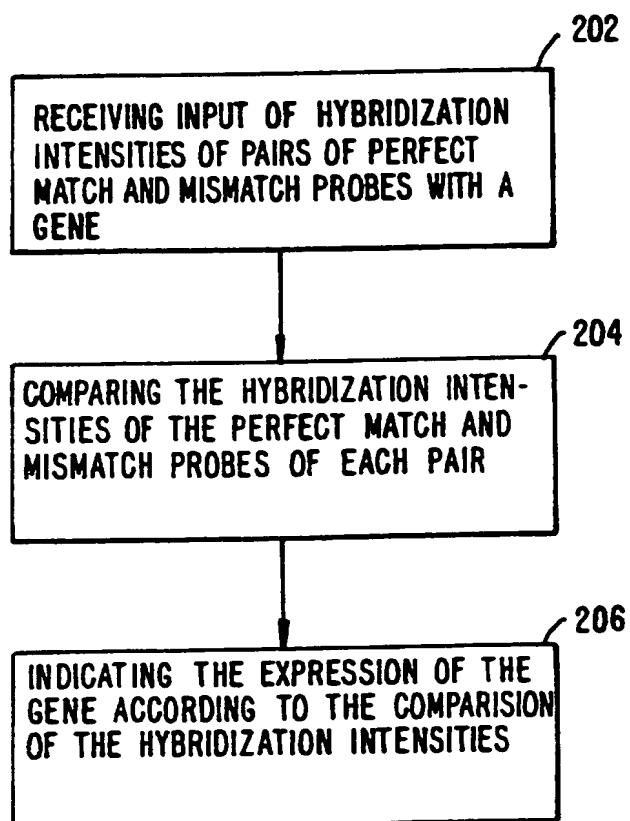 202
RECEIVING INPUT OF HYBRIDIZATION
INTENSITIES OF PAIRS OF PERFECT
MATCH AND MISMATCH PROBES WITH A
GENE
204
COMPARING THE HYBRIDIZATION INTEN-
SITIES OF THE PERFECT MATCH AND
MISMATCH PROBES OF EACH PAIR
206
INDICATING THE EXPRESSION OF THE
GENE ACCORDING TO THE COMPARISION
OF THE HYBRIDIZATION INTENSITIES